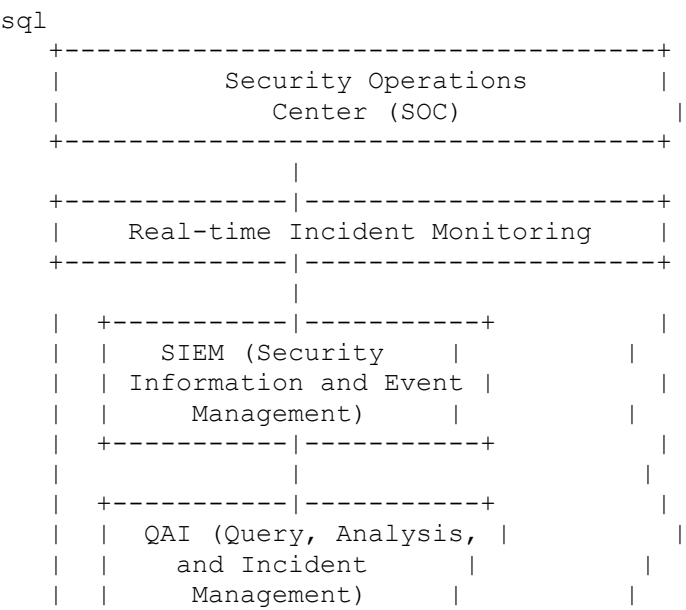 sql
+-------------------------------------+
|          Security Operations        |
|             Center (SOC)             |
+-------------------------------------+
               |
+--------------|----------------------+
|    Real-time Incident Monitoring    |
+--------------|----------------------+
               |
|  +-----------|-----------+          |
|  |   SIEM (Security    |          |
|  | Information and Event |          |
|  |     Management)     |          |
|  +-----------|-----------+          |
|              |                     |
|  +-----------|-----------+          |
|  |  QAI (Query, Analysis, |          |
|  |   and Incident       |          |
|  |     Management)     |          |